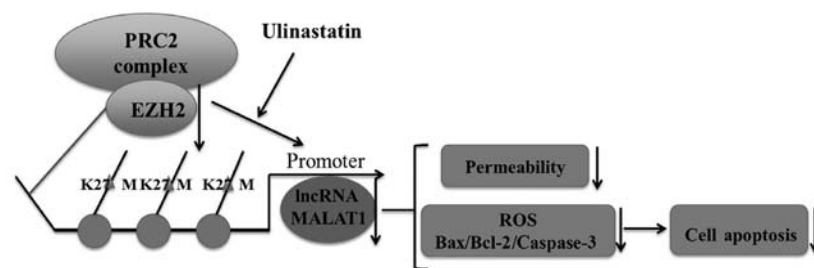 PRC2
complex
EZH2
Ulinastatin
K27 M K27 M K27 M
Promoter
lncRNA
MALAT1
Permeability
ROS
Bax/Bcl-2/Caspase-3
Cell apoptosis